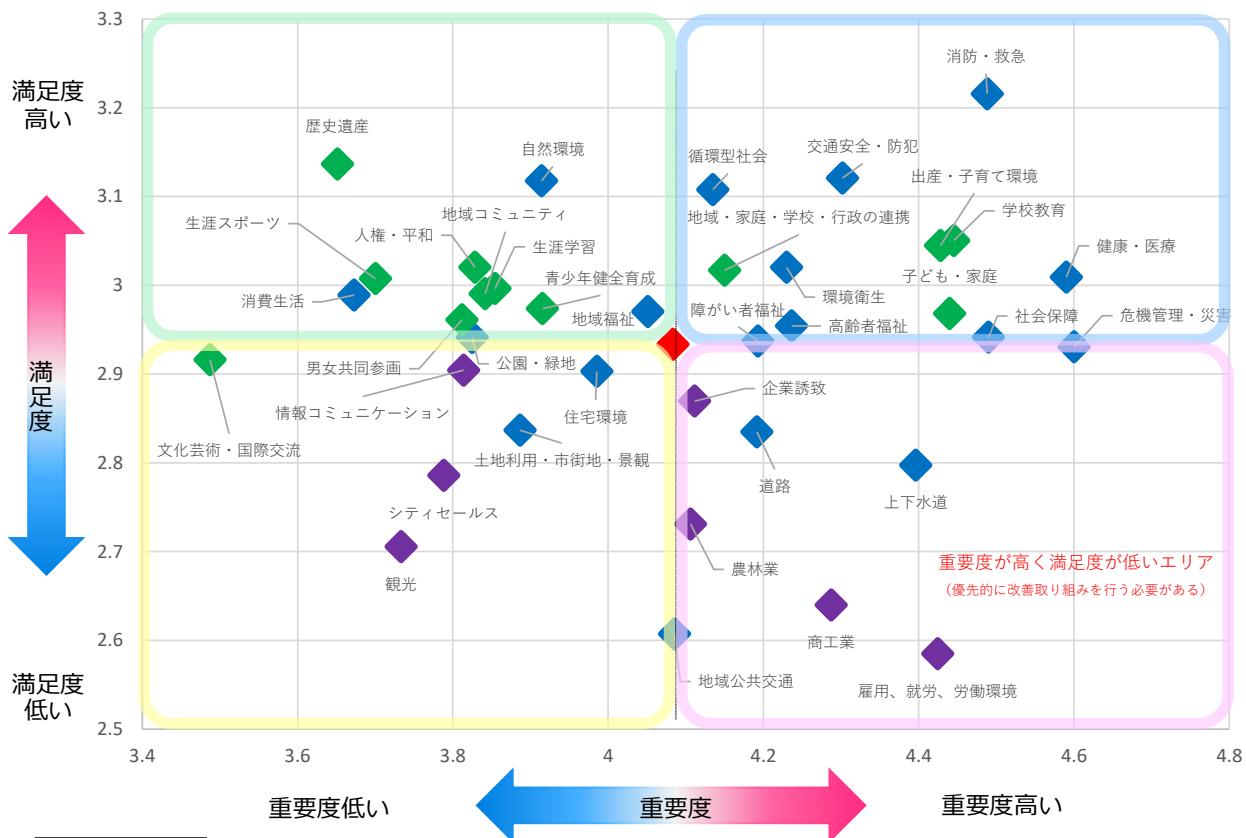 3.3
消防・救急
満足度
高い
3.2
歴史遺産
自然環境
循環型社会
交通安全・防犯
出産・子育て環境
3.1
地域コミュニティ
地域・家庭・学校・行政の連携
学校教育
生涯スポーツ
人権・平和
生涯学習
健康・医療
青少年健全育成
子ども・家庭
3
消費生活
環境衛生
地域福祉
障がい者福祉
高齢者福祉
社会保障
危機管理・災害
男女共同参画
公園・緑地
満足度
2.9
企業誘致
情報コミュニケーション
住宅環境
文化芸術・国際交流
土地利用・市街地・景観
道路
2.8
上下水道
シティセールス
2.7
観光
農林業
重要度が高く満足度が低いエリア
（優先的に改善取り組みを行う必要がある）
2.6
商工業
満足度
低い
地域公共交通
雇用、就労、労働環境
2.5
3.4
3.6
3.8
4
4.2
4.4
4.6
4.8
重要度低い
重要度
重要度高い